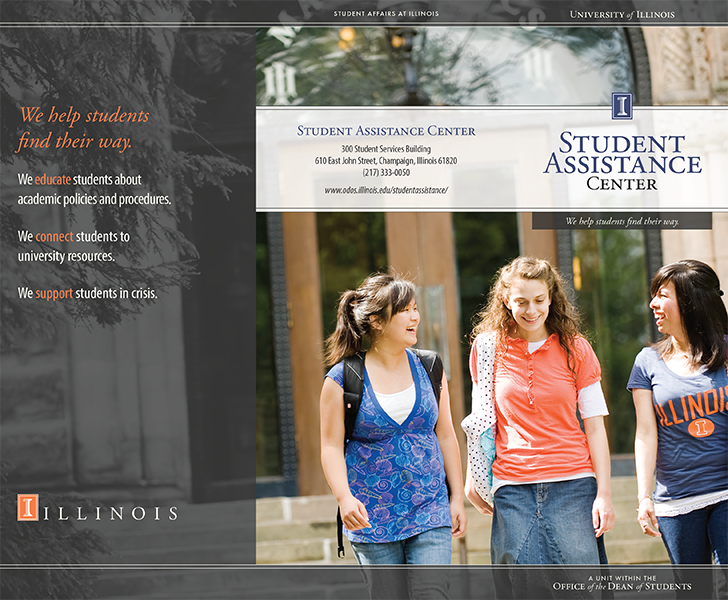 STUDENT AFFAIRS AT ILLINOIS
UNIVERSITY of ILLINOIS
We help students
find their way.
We educate students about
academic policies and procedures.
We connect students to
university resources.
We support students in crisis.
I ILLINOIS
STUDENT ASSISTANCE CENTER
300 Student Services Building
610 East John Street, Champaign, Illinois 61820
(217) 333-0050
www.odos.illinois.edu/studentassistance/
I
STUDENT
ASSISTANCE
CENTER
We help students find their way.
ILLINOIS
I
A UNIT WITHIN THE
OFFICE of the DEAN of STUDENTS